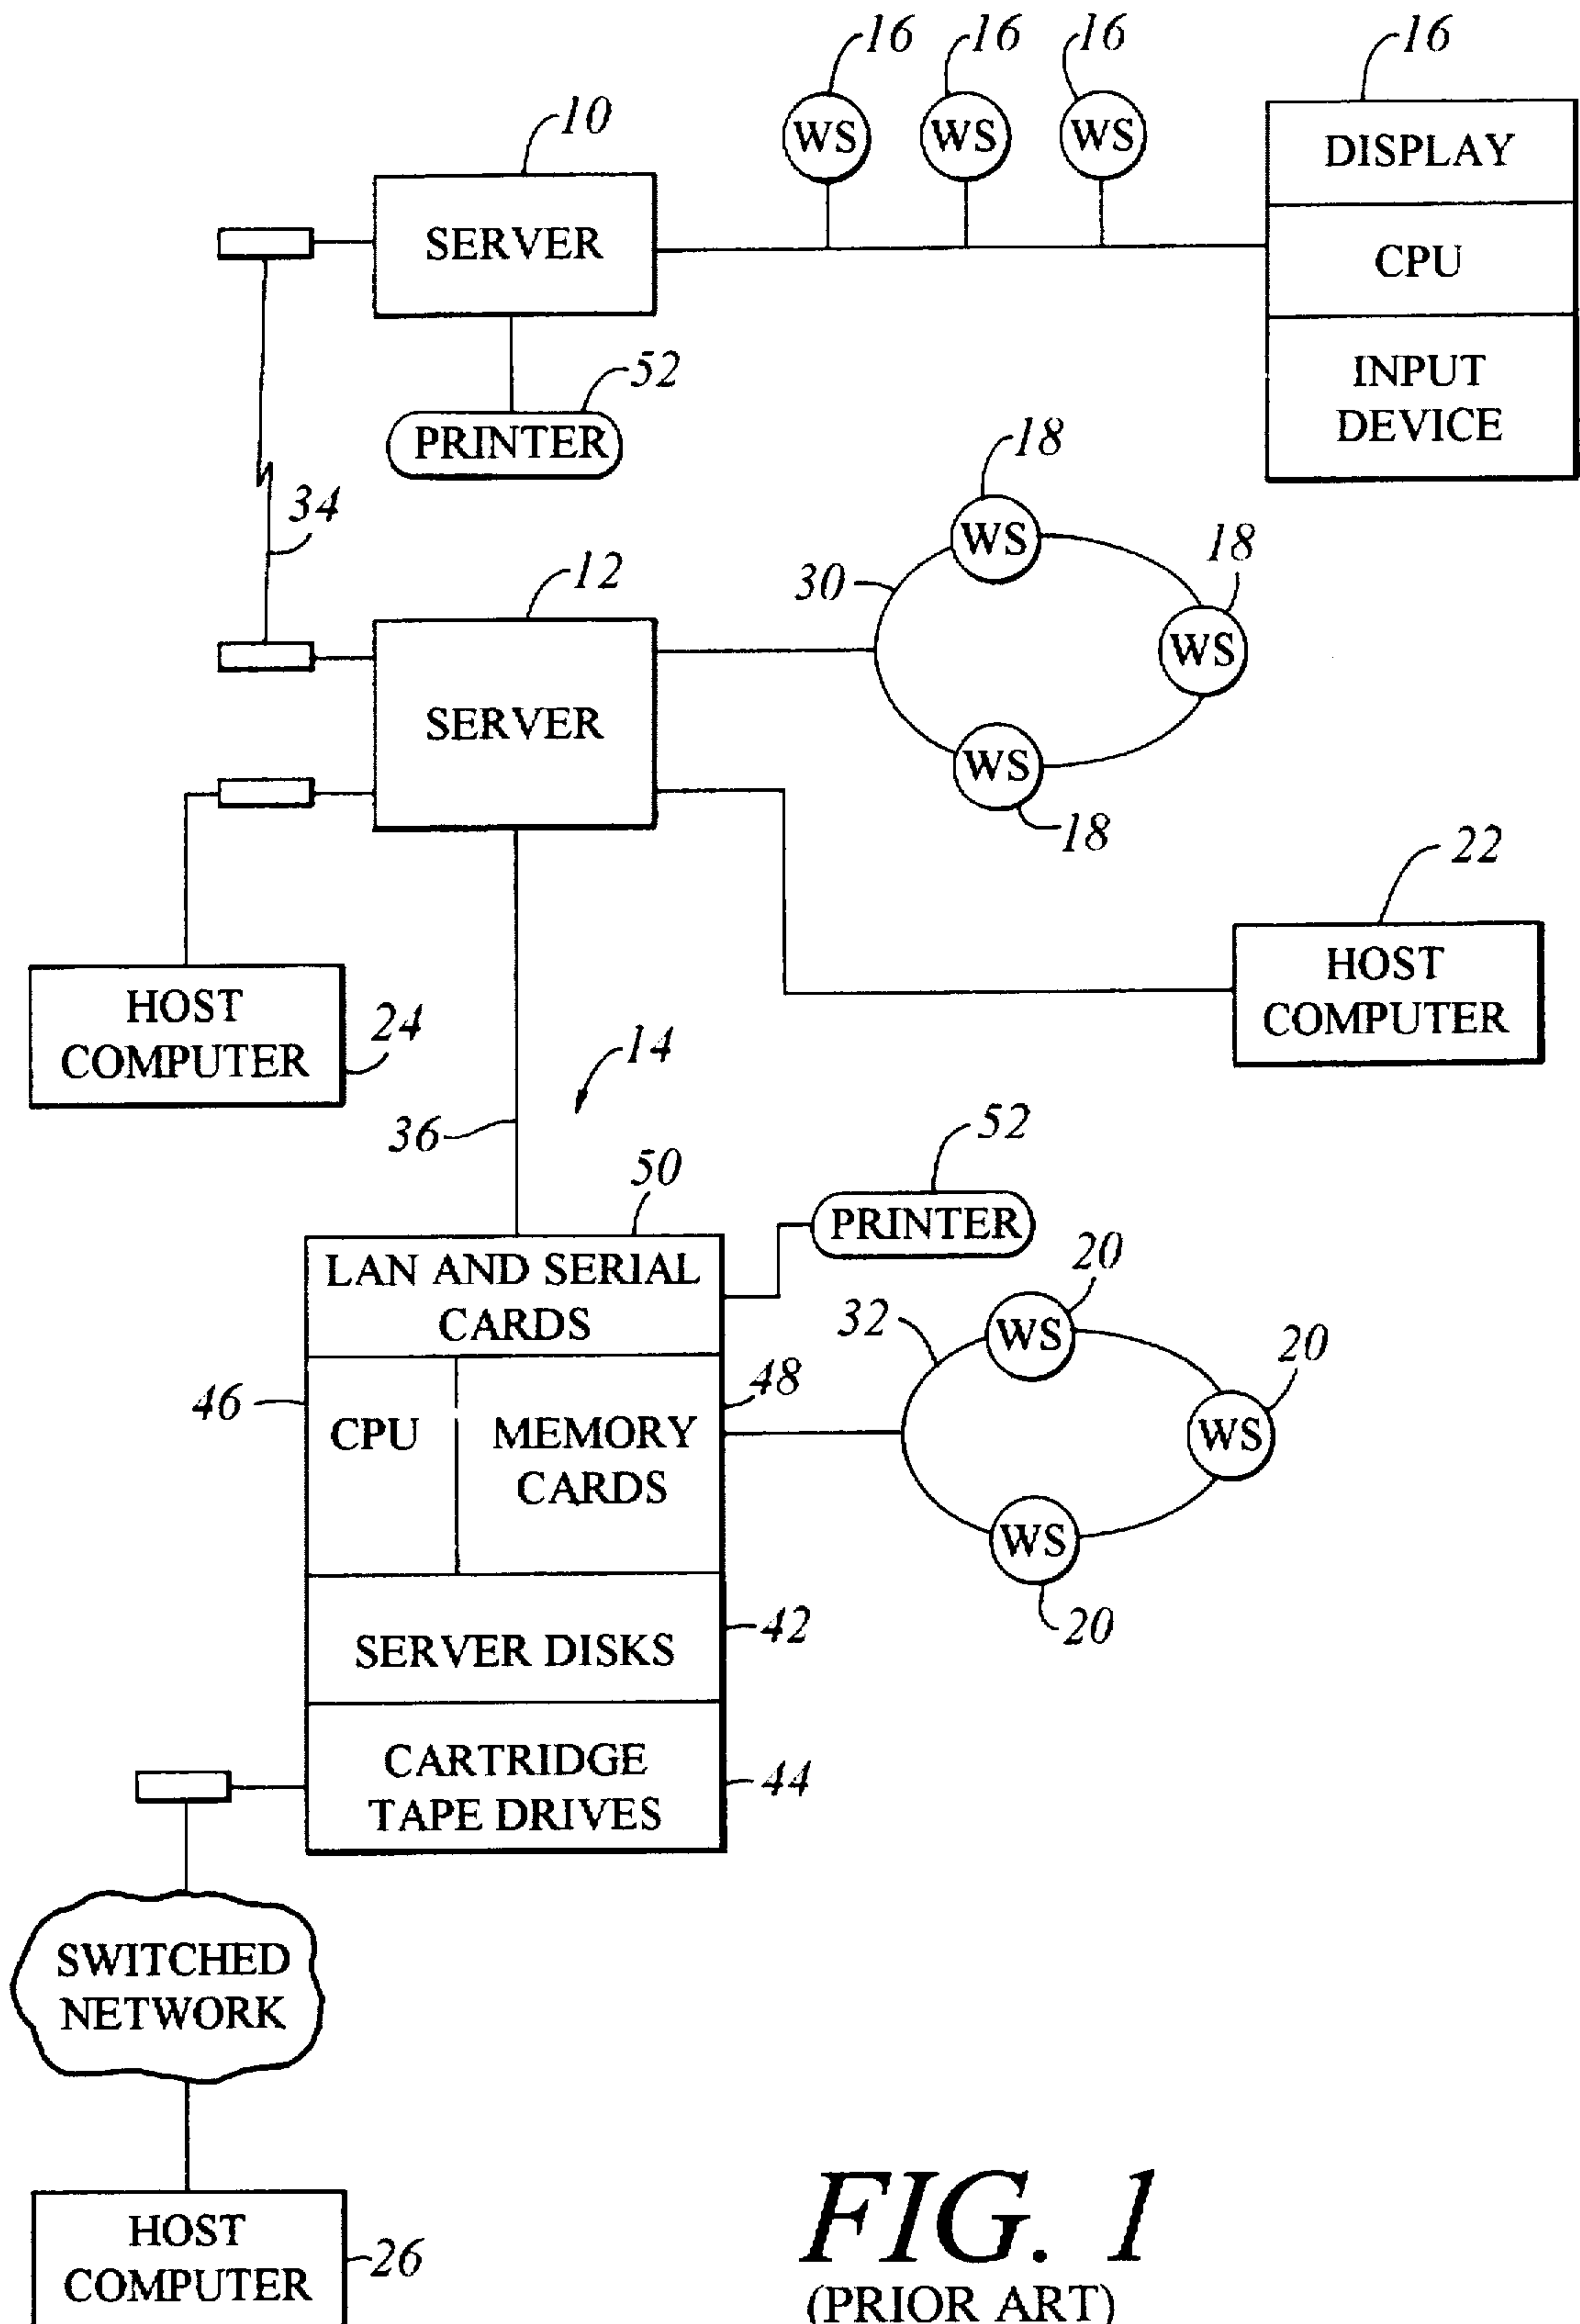 16
16
16
16
10
WS
WS
WS
DISPLAY
SERVER
CPU
52
INPUT
DEVICE
PRINTER
18
34
WS
18
12
30
WS
SERVER
WS
18
22
HOST
COMPUTER
HOST
COMPUTER
24
14
36
52
50
PRINTER
LAN AND SERIAL
CARDS
20
32
WS
20
46
48
CPU
MEMORY
CARDS
WS
WS
20
42
SERVER DISKS
CARTRIDGE
TAPE DRIVES
44
SWITCHED
NETWORK
HOST
COMPUTER
26
FIG. 1
(PRIOR ART)